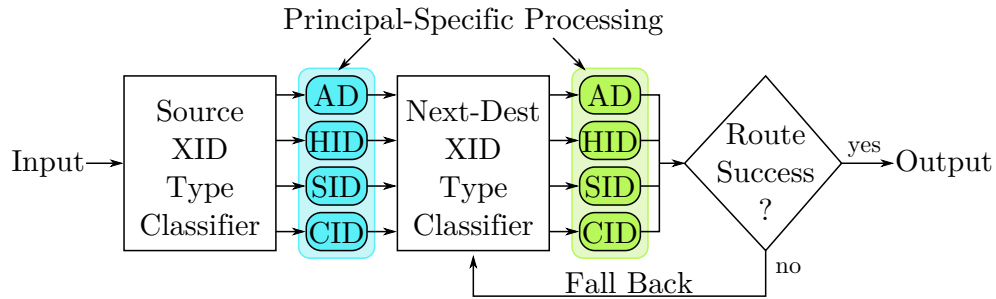 Principal-Specific Processing
Input
Source
XID
Type
Classifier
AD
HID
SID
CID
Next-Dest
XID
Type
Classifier
AD
HID
SID
CID
Route
Success
?
yes
Output
no
Fall Back